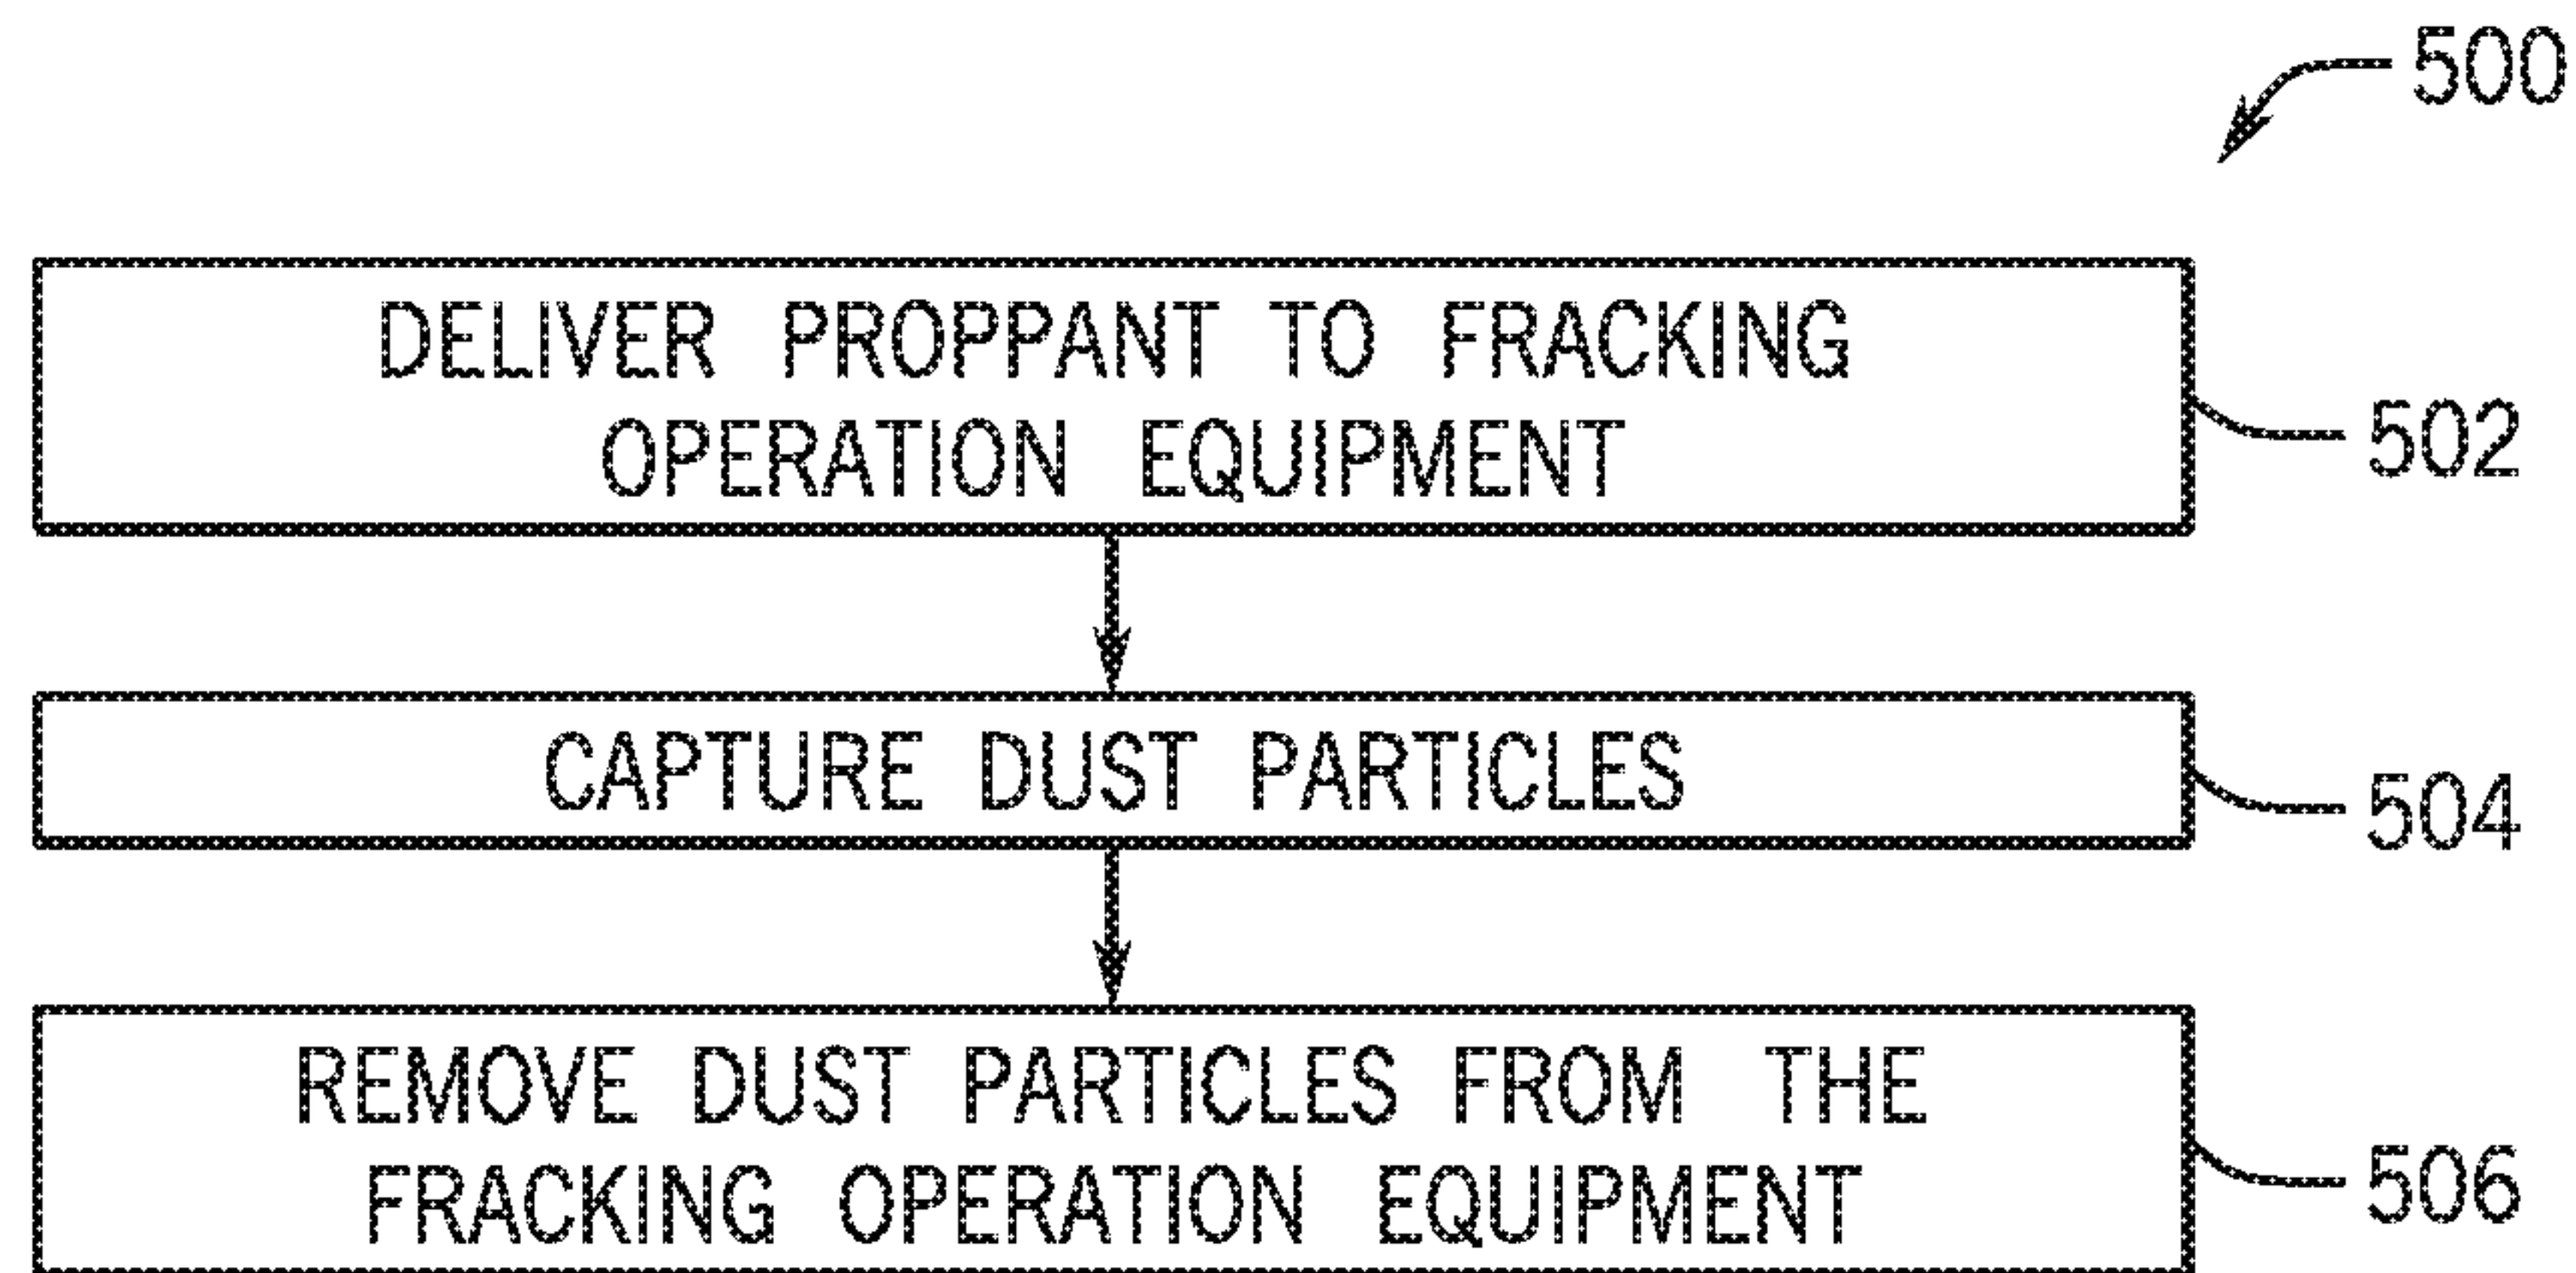 500
DELIVER PROPPANT TO FRACKING
OPERATION EQUIPMENT
502
CAPTURE DUST PARTICLES
504
REMOVE DUST PARTICLES FROM THE
FRACKING OPERATION EQUIPMENT
506